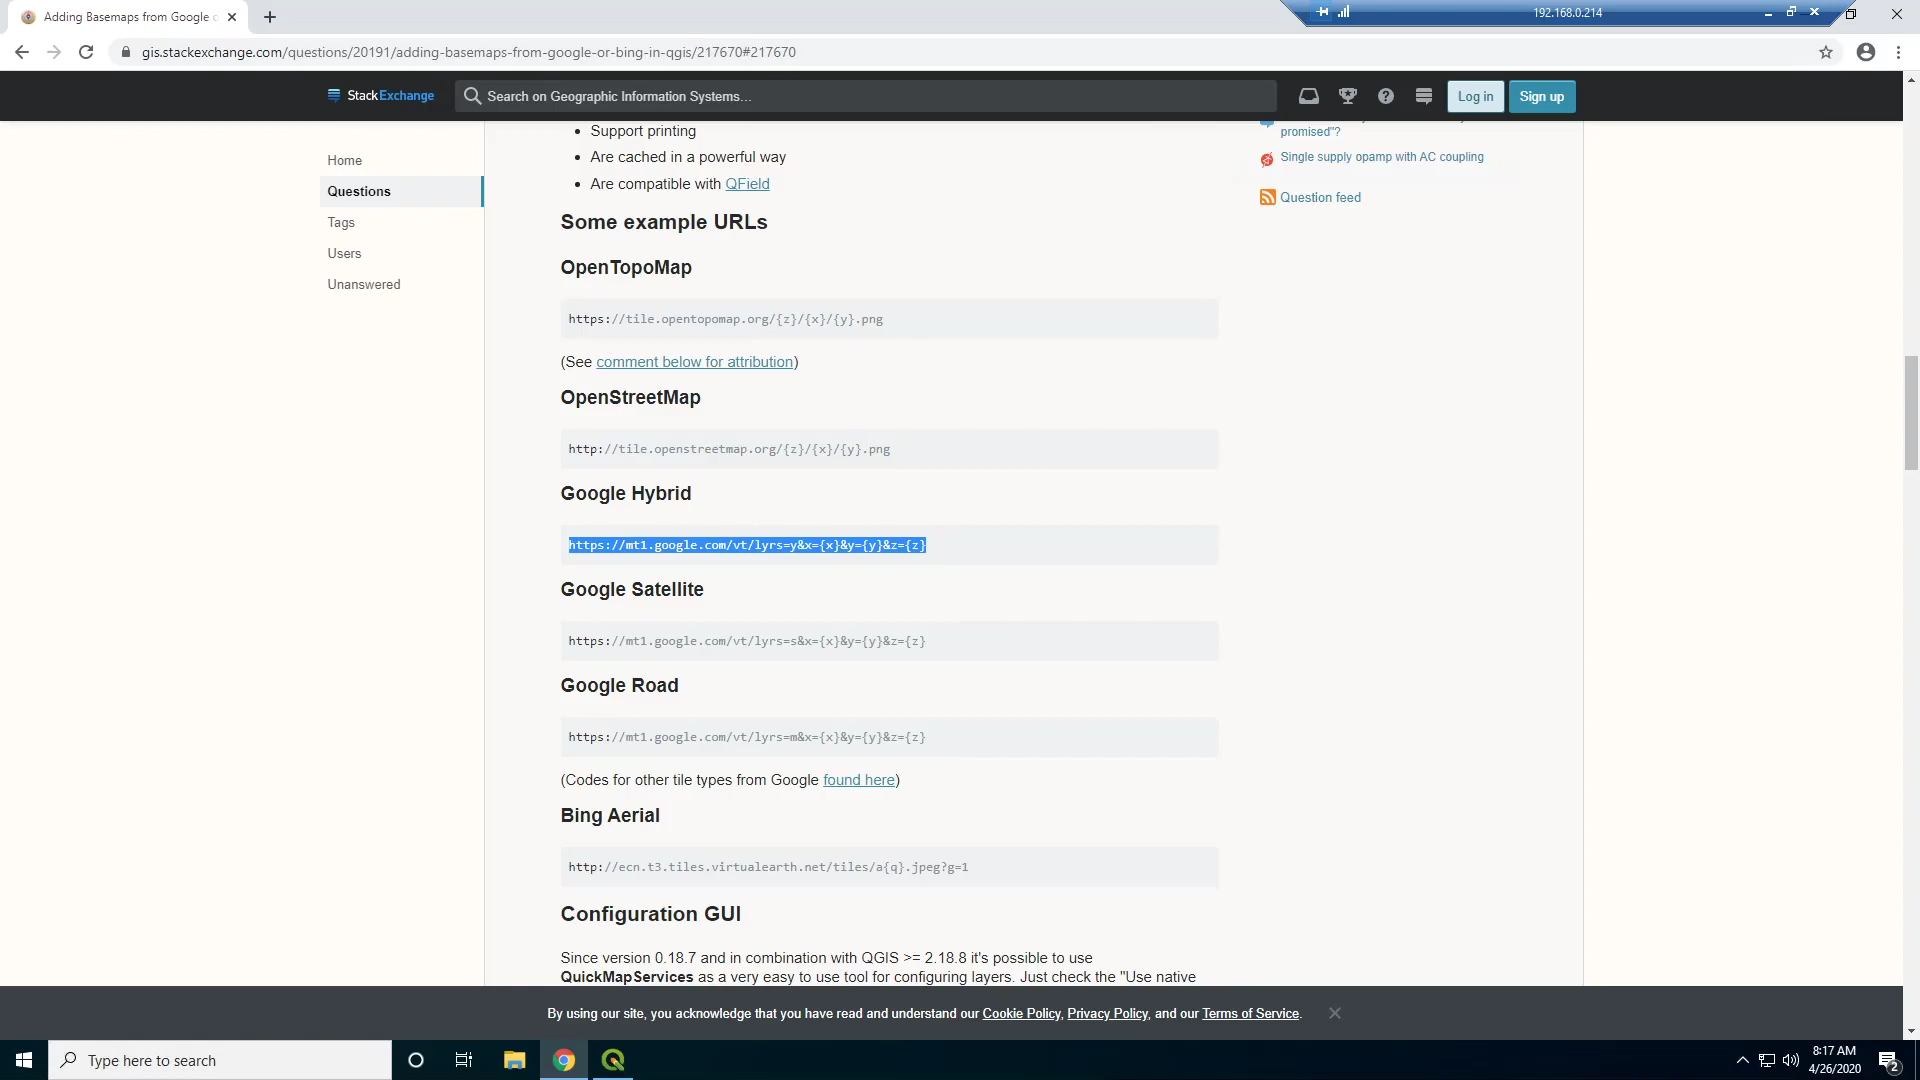 Adding Basemaps from Google o
192.168.0.214
gis.stackexchange.com/questions/20191/adding-basemaps-from-google-or-bing-in-qgis/217670#217670
StackExchange
Search on Geographic Information Systems...
Log in
Sign up
Home
Questions
Tags
Users
Unanswered
Support printing
Are cached in a powerful way
Are compatible with QField
Some example URLs
OpenTopoMap
https://tile.opentopomap.org/{z}/{x}/{y}.png
(See comment below for attribution)
OpenStreetMap
http://tile.openstreetmap.org/{z}/{x}/{y}.png
Google Hybrid
https://mt1.google.com/vt/lyrs=y&x={x}&y={y}&z={z}
Google Satellite
https://mt1.google.com/vt/lyrs=s&x={x}&y={y}&z={z}
Google Road
https://mt1.google.com/vt/lyrs=m&x={x}&y={y}&z={z}
(Codes for other tile types from Google found here)
Bing Aerial
http://ecn.t3.tiles.virtualearth.net/tiles/a{q}.jpeg?g=1
Configuration GUI
Since version 0.18.7 and in combination with QGIS >= 2.18.8 it's possible to use
QuickMapServices as a very easy to use tool for configuring layers. Just check the "Use native
promised"?
Single supply opamp with AC coupling
Question feed
By using our site, you acknowledge that you have read and understand our Cookie Policy, Privacy Policy, and our Terms of Service.
Type here to search
8:17 AM
4/26/2020
2